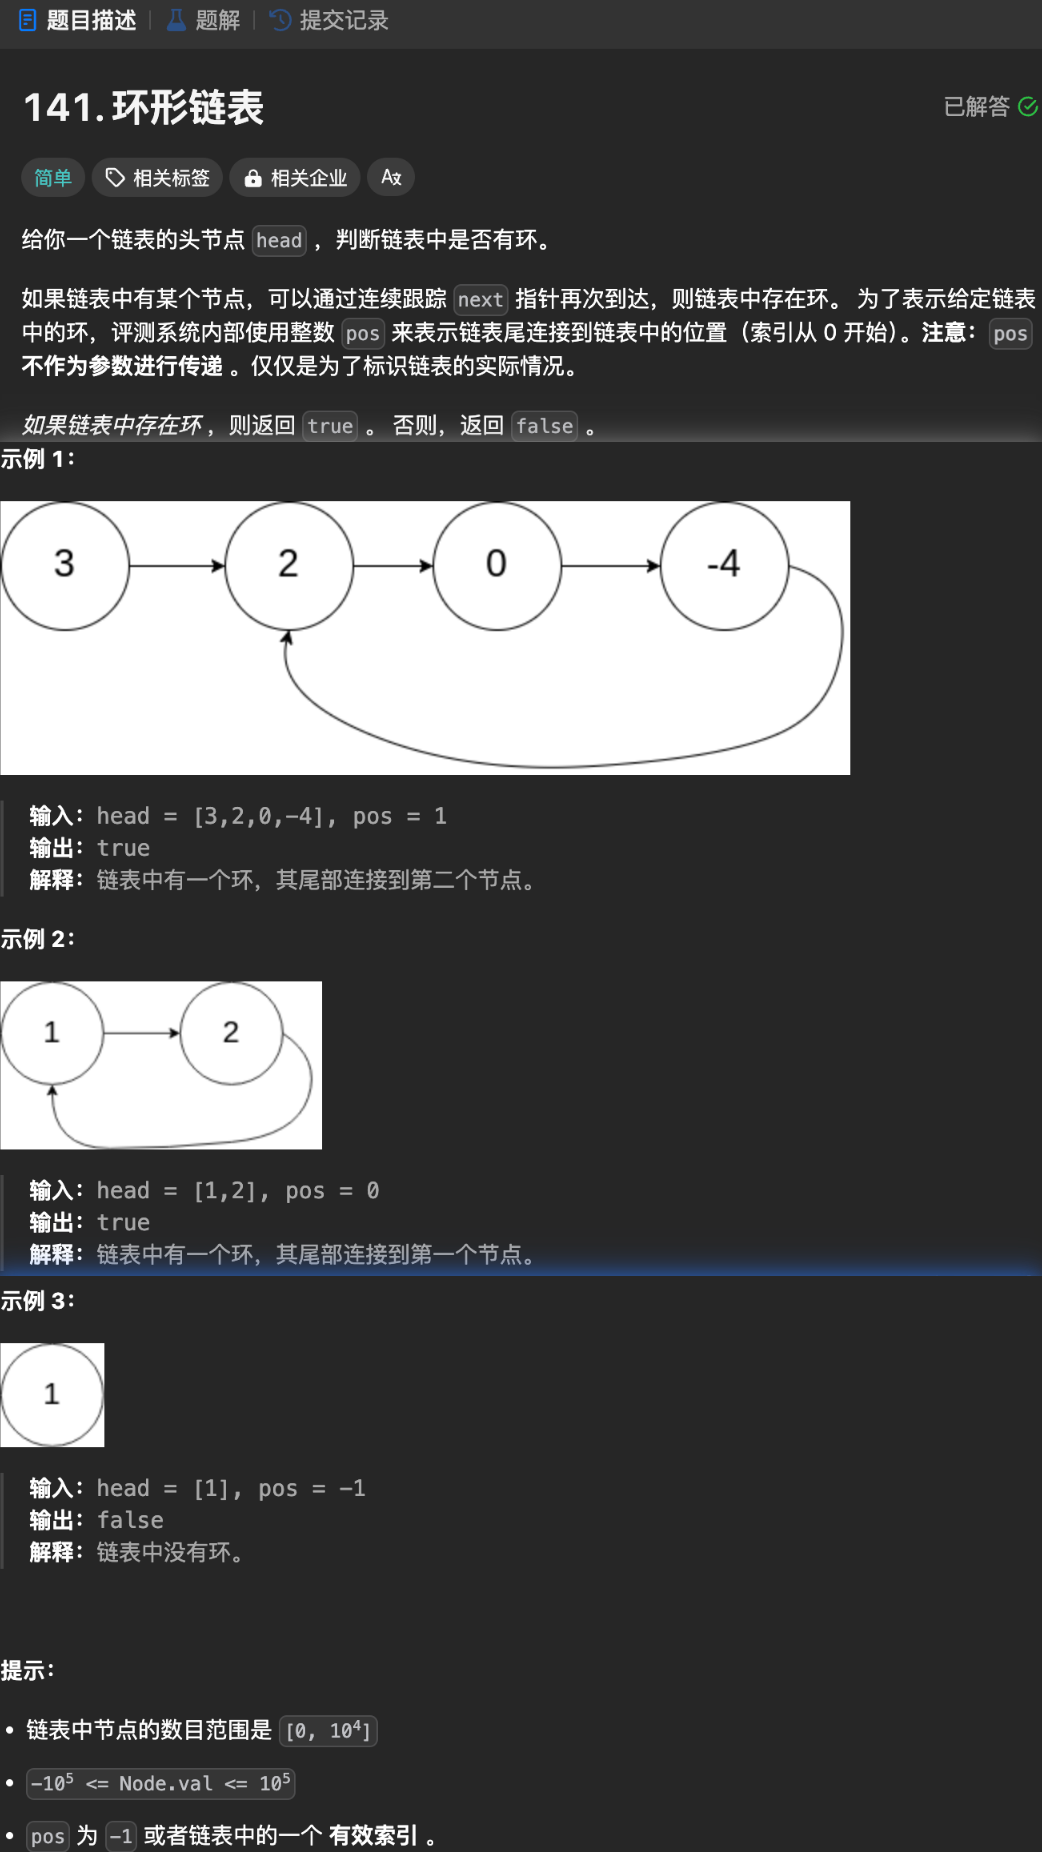 题目描述 | 题解 | 提交记录
141. 环形链表
已解答
简单 相关标签 相关企业
给你一个链表的头节点 head ，判断链表中是否有环。
如果链表中有某个节点，可以通过连续跟踪 next 指针再次到达，则链表中存在环。 为了表示给定链表
中的环，评测系统内部使用整数 pos 来表示链表尾连接到链表中的位置（索引从 0 开始）。注意：pos
不作为参数进行传递 。仅仅是为了标识链表的实际情况。
如果链表中存在环 ，则返回 true 。 否则，返回 false 。
示例 1：
3 2 0 -4
输入：head = [3,2,0,-4], pos = 1
输出：true
解释：链表中有一个环，其尾部连接到第二个节点。
示例 2：
1 2
输入：head = [1,2], pos = 0
输出：true
解释：链表中有一个环，其尾部连接到第一个节点。
示例 3：
1
输入：head = [1], pos = -1
输出：false
解释：链表中没有环。
提示：
• 链表中节点的数目范围是 [0, 10⁴]
• -10⁵ <= Node.val <= 10⁵
• pos 为 -1 或者链表中的一个 有效索引 。